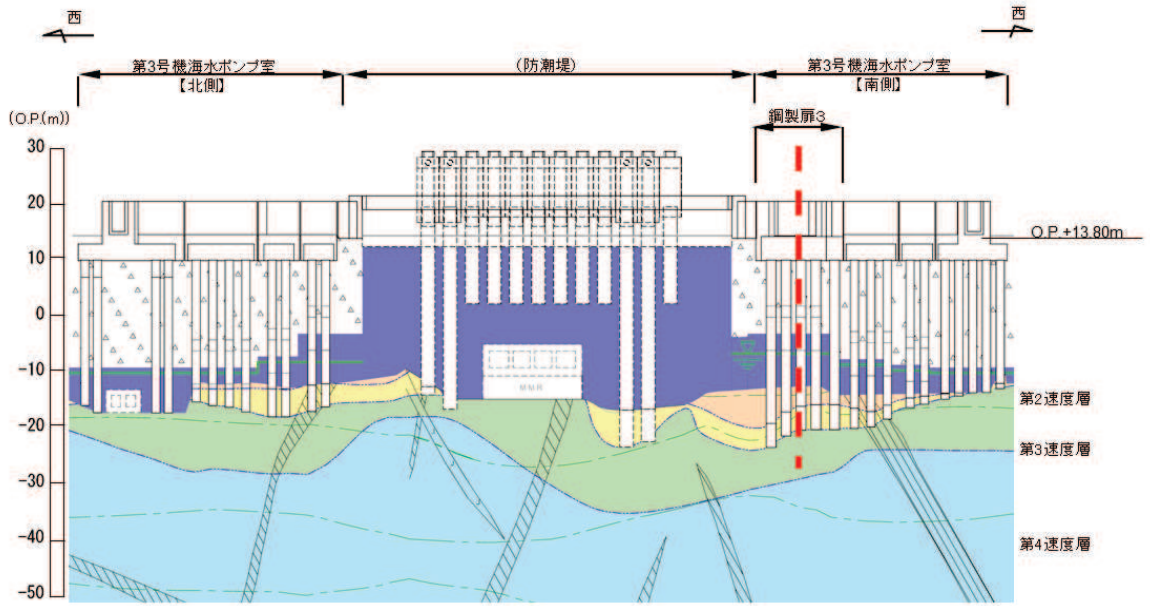 西
西
第3号機海水ポンプ室
【北側】
(防潮堤)
第3号機海水ポンプ室
【南側】
鋼製扉3
(O.P.(m))
30
20
10
0
-10
-20
-30
-40
-50
O.P.+13.80m
MMR
第2速度層
第3速度層
第4速度層